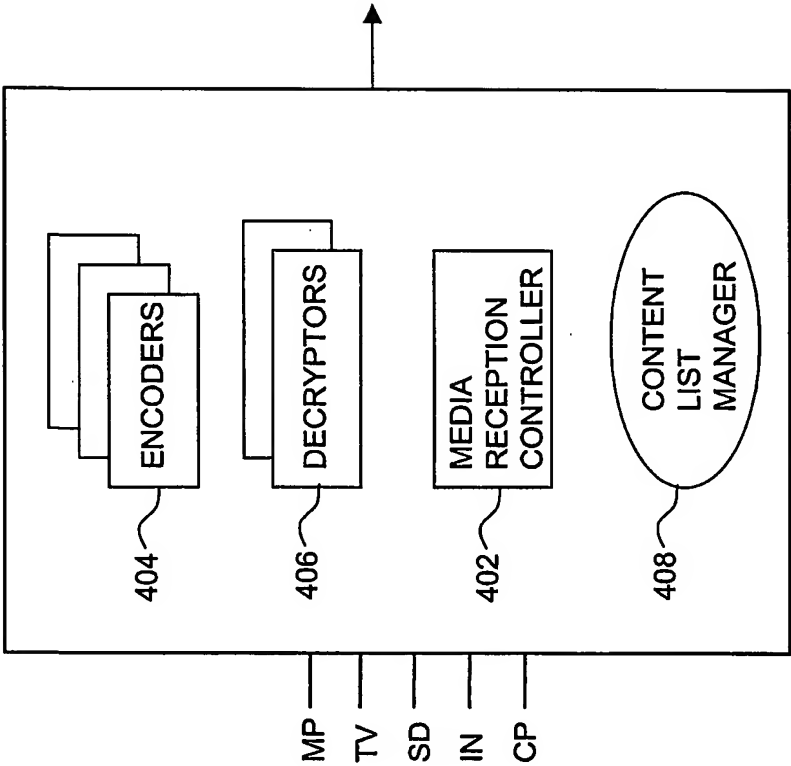 ENCODERS
404
DECRYPTORS
406
MEDIA
RECEPTION
CONTROLLER
402
CONTENT
LIST
MANAGER
408
MP
TV
SD
IN
CP